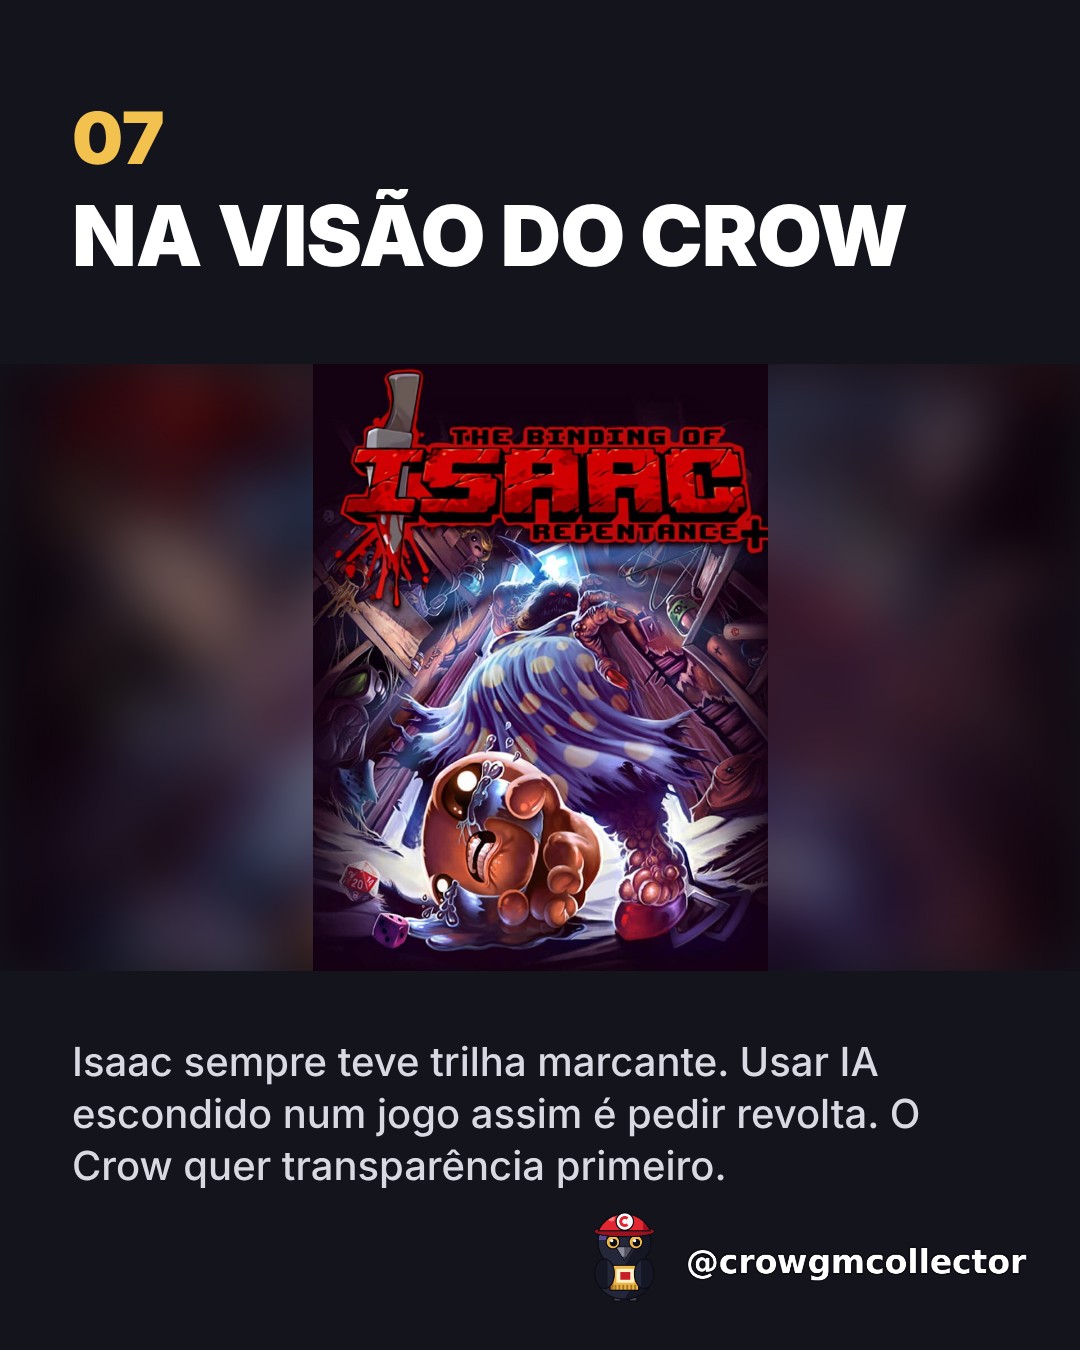 07
NA VISÃO DO CROW
THE BINDING OF
ISAAC
REPENTANCE+
20
Isaac sempre teve trilha marcante. Usar IA
escondido num jogo assim é pedir revolta. O
Crow quer transparência primeiro.
C
@crowgmcollector